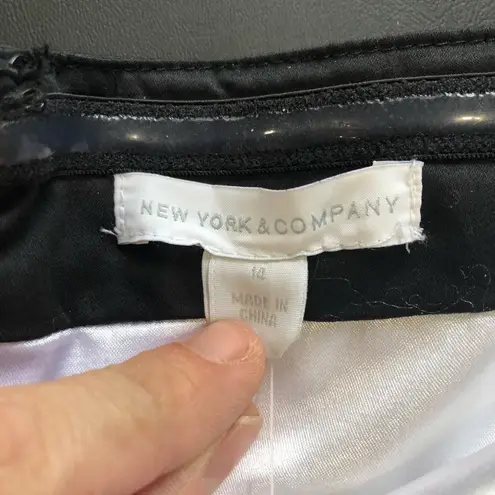 NEW YORK & COMPANY
14
MADE IN
CHINA